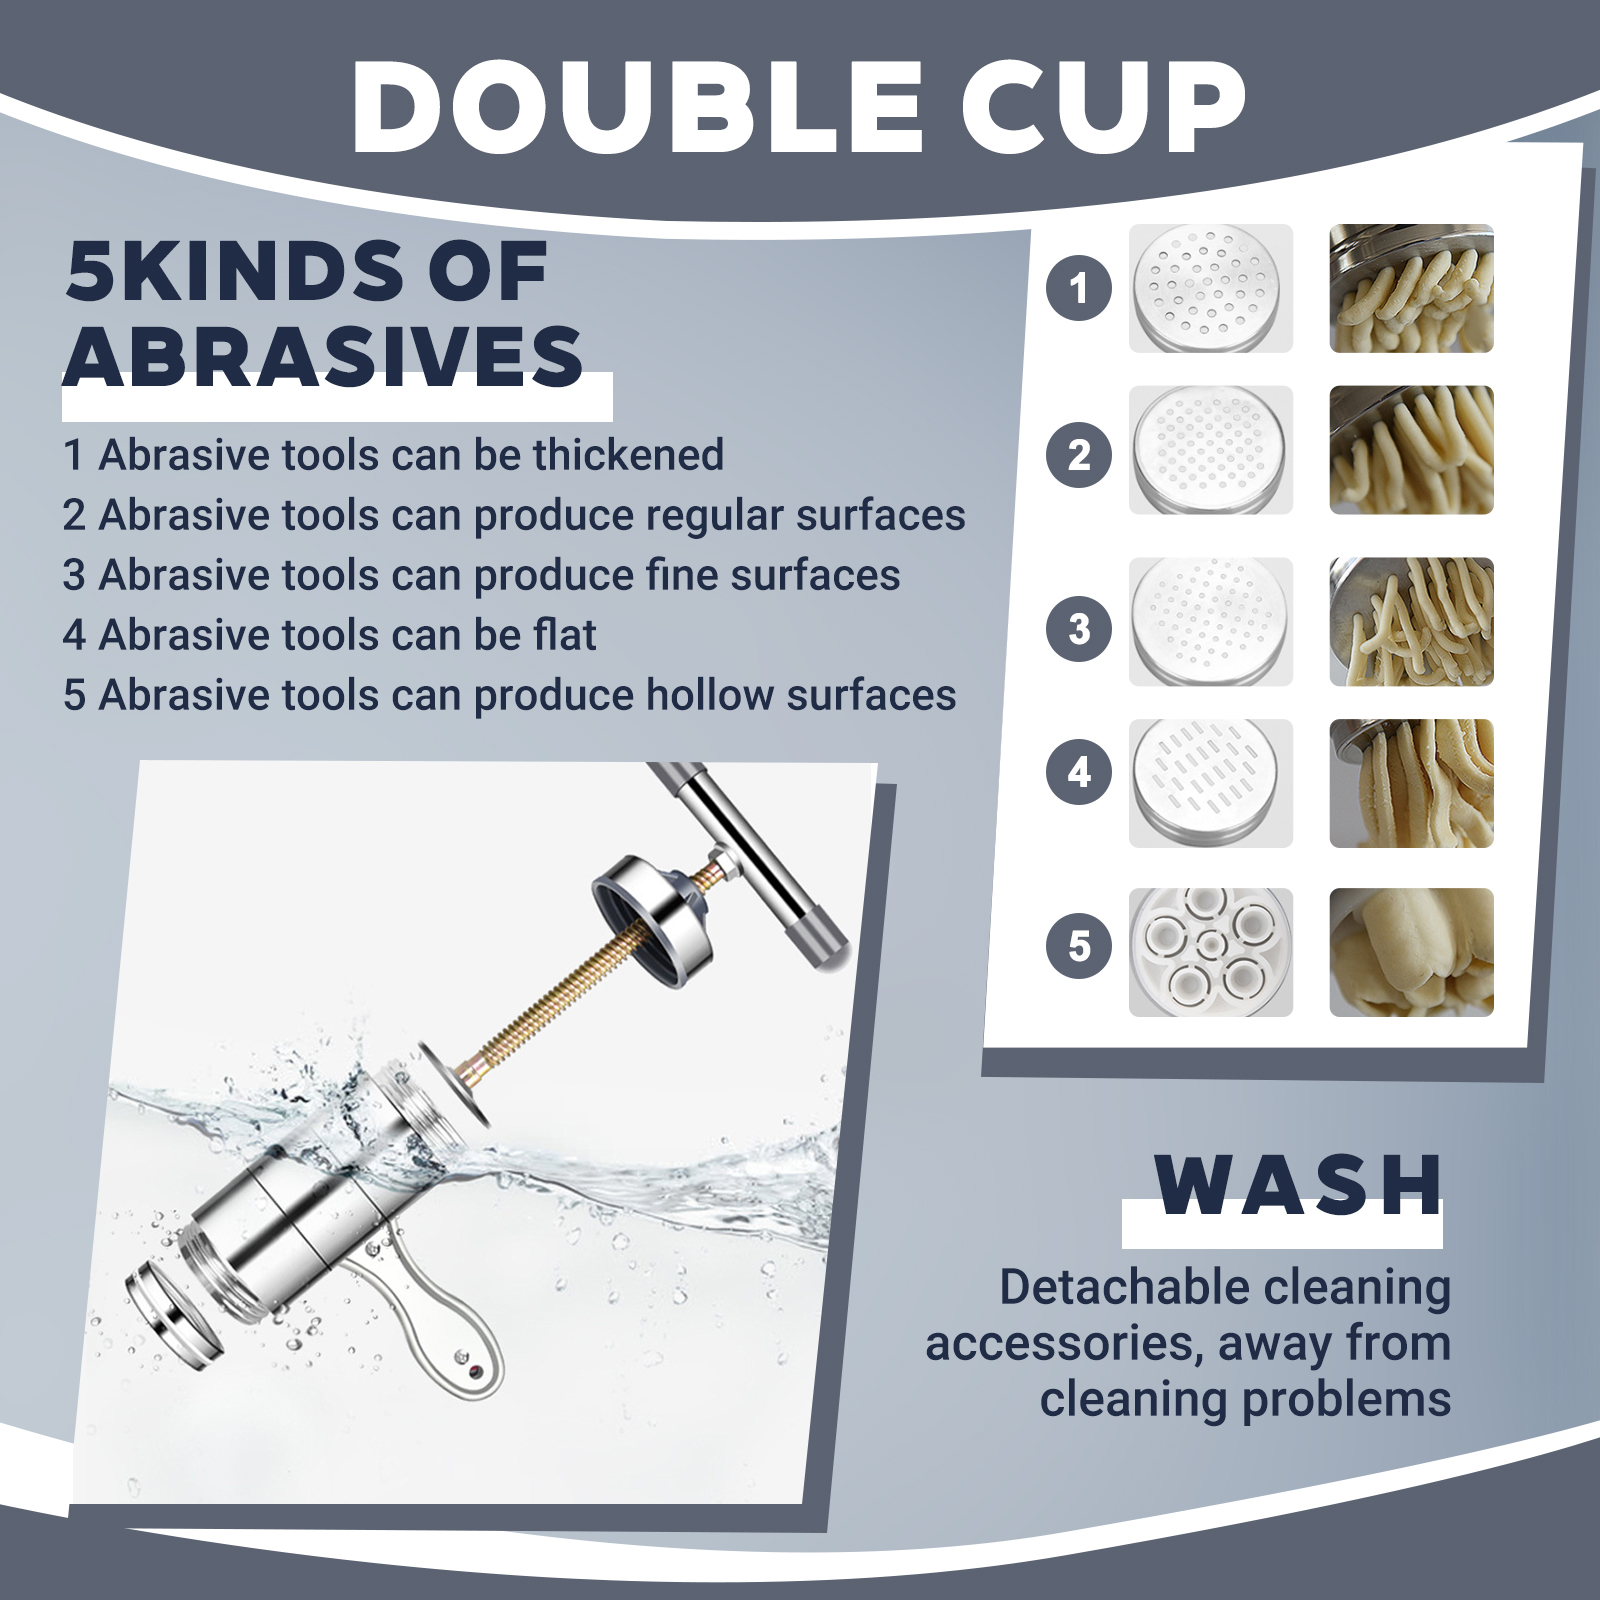 DOUBLE CUP
5KINDS OF
ABRASIVES
1 Abrasive tools can be thickened
2 Abrasive tools can produce regular surfaces
3 Abrasive tools can produce fine surfaces
4 Abrasive tools can be flat
5 Abrasive tools can produce hollow surfaces
1
2
3
4
5
WASH
Detachable cleaning
accessories, away from
cleaning problems